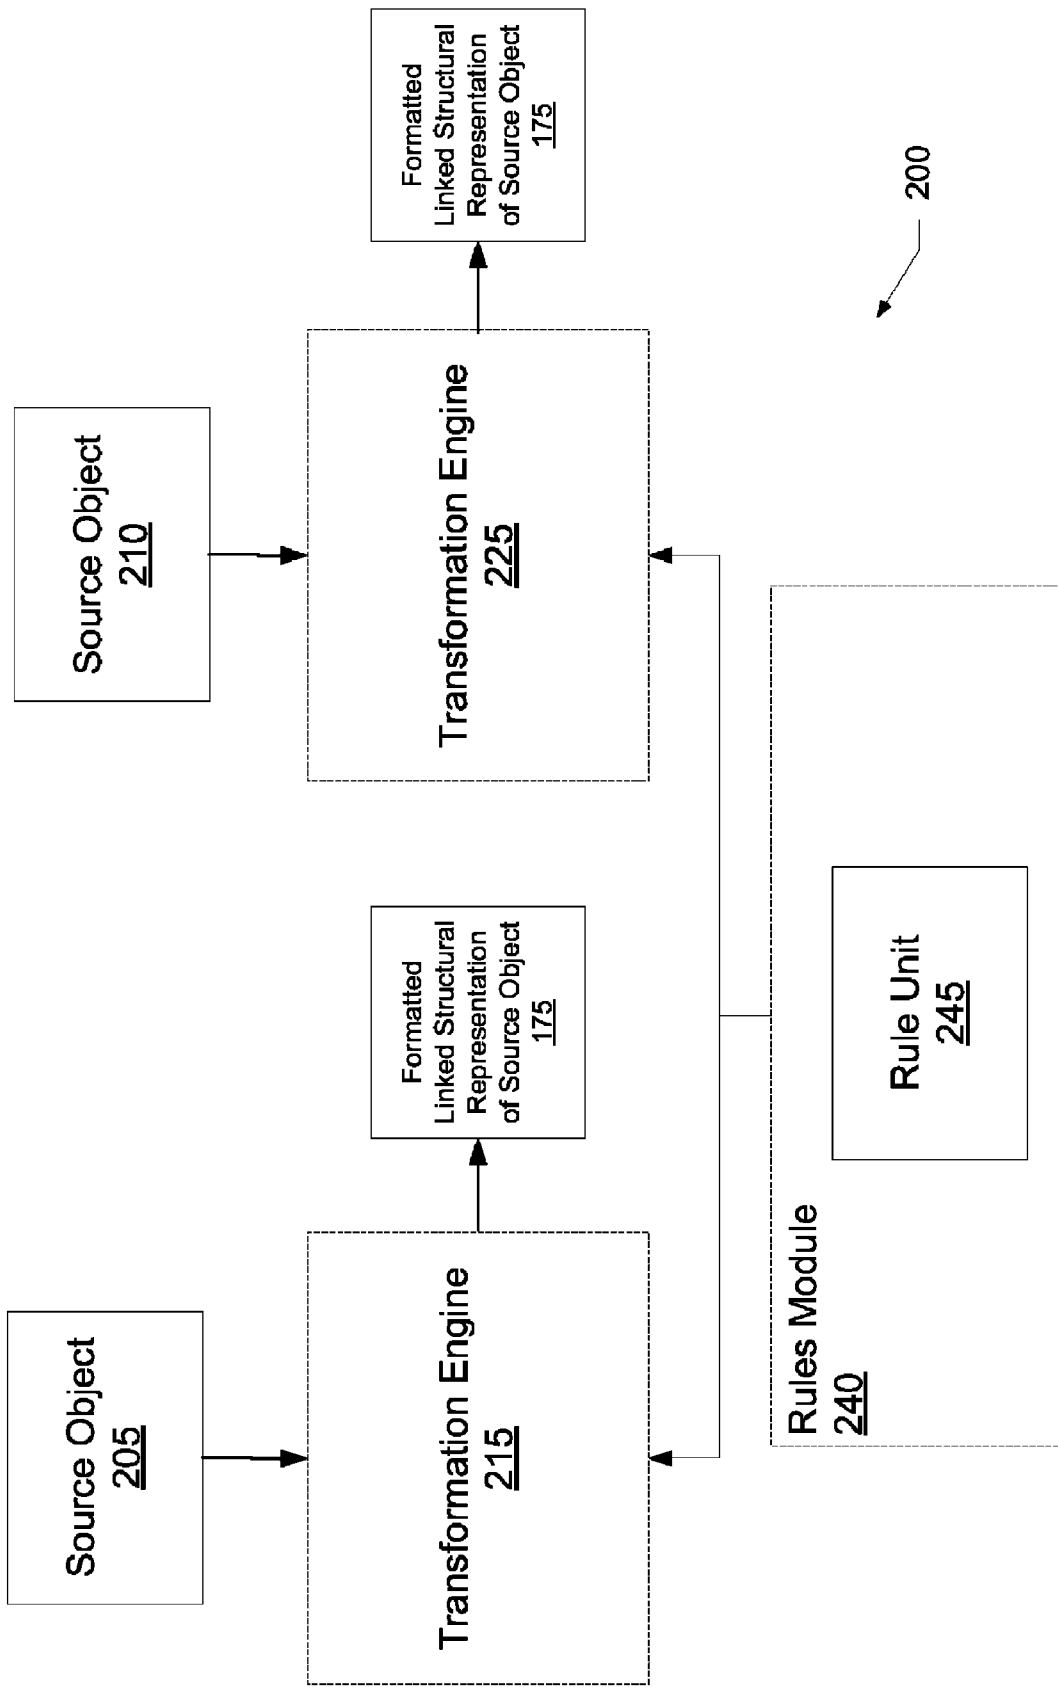 Source Object
205
Source Object
210
Transformation Engine
215
Formatted
Linked Structural
Representation
of Source Object
175
Transformation Engine
225
Formatted
Linked Structural
Representation
of Source Object
175
Rules Module
240
Rule Unit
245
200